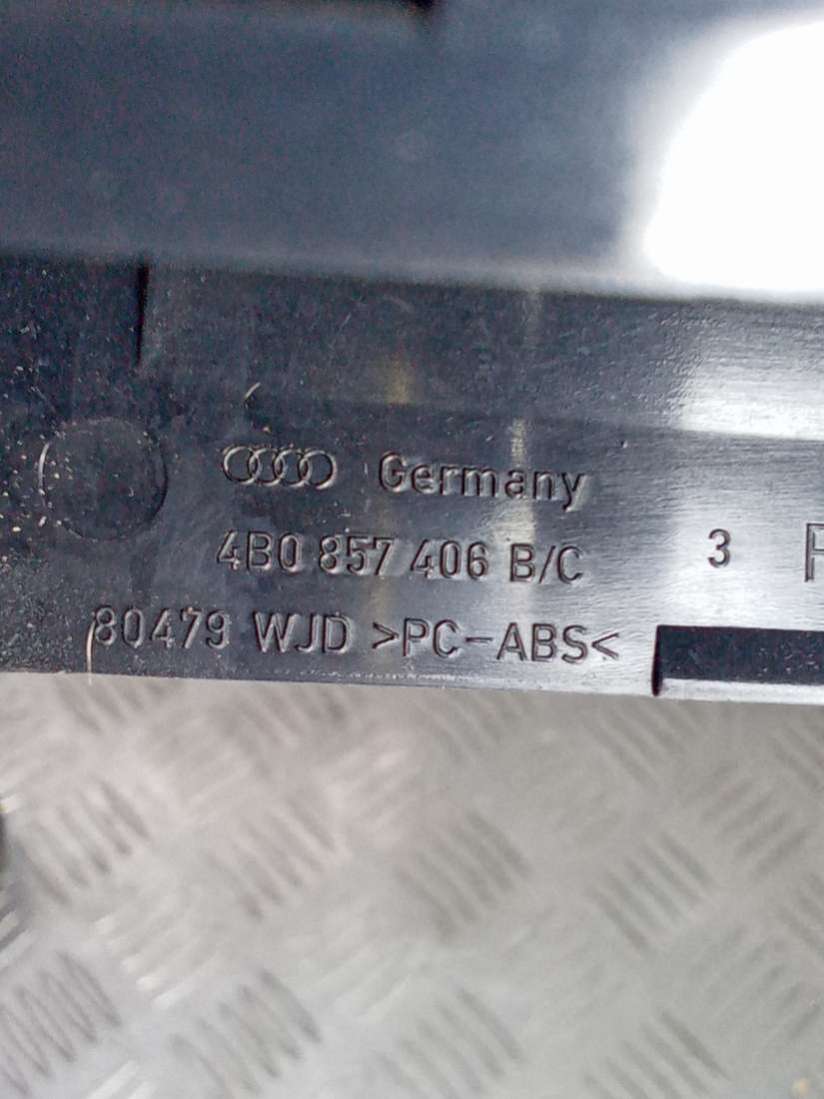 Germany
4B0 857 406 B/C 3
80479 WJD >PC-ABS<